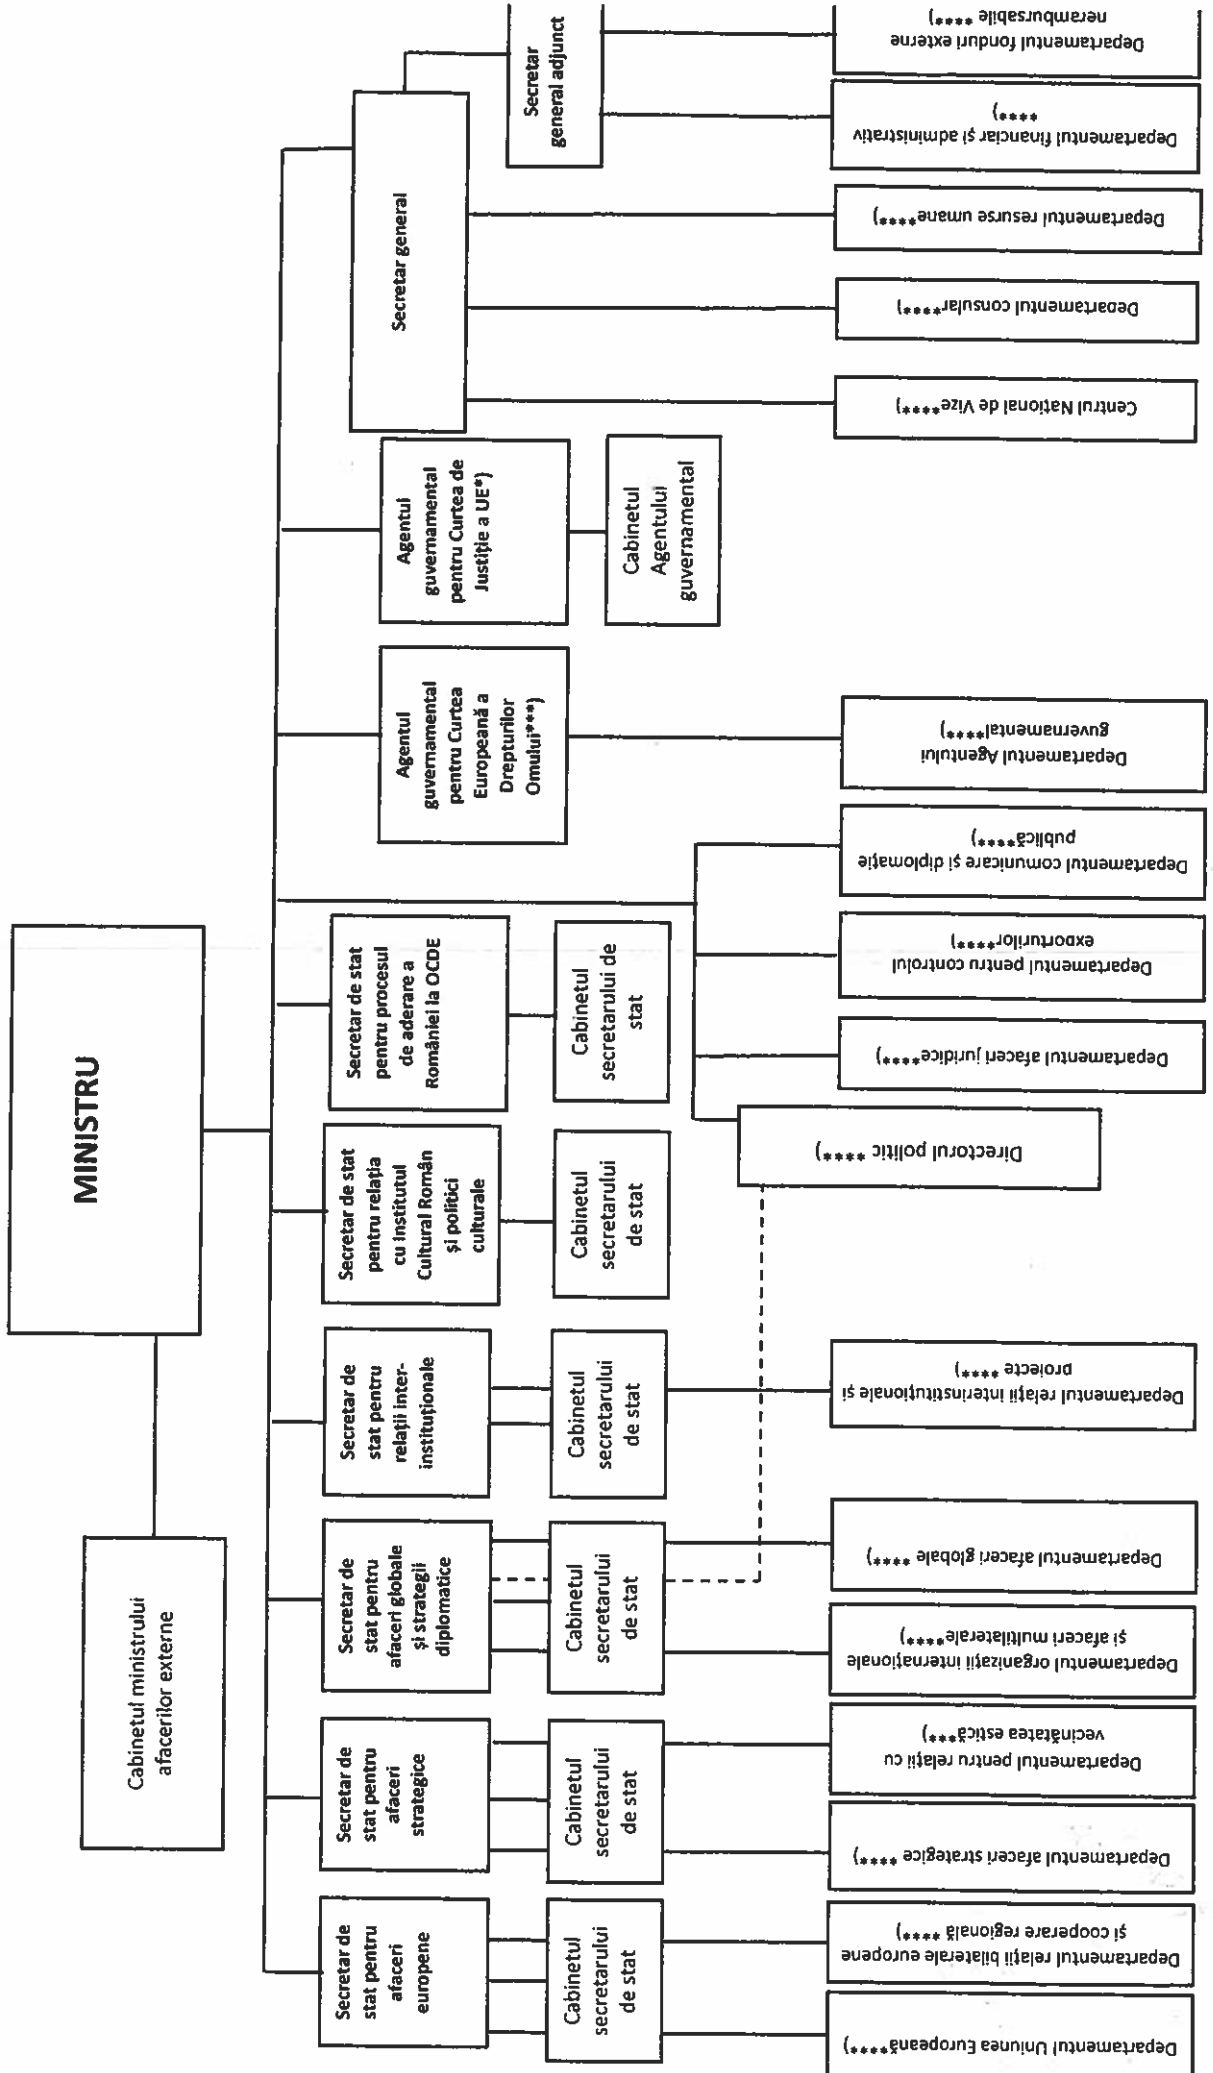 MINISTRU
Cabinetul ministrului
afacerilor externe
Secretar de
stat pentru
afaceri
europene
Secretar de
stat pentru
afaceri
strategice
Secretar de
stat pentru
afaceri globale
și strategii
diplomatice
Secretar de
stat pentru
relații inter-
instituționale
Secretar de stat
pentru relația
cu Institutul
Cultural Român
și politici
culturale
Secretar de stat
pentru procesul
de aderare a
României la OCDE
Agentul
guvernamental
pentru Curtea
Europeană a
Drepturilor
Omului***)
Agentul
guvernamental
pentru Curtea de
Justiție a UE*)
Secretar general
Secretar
general adjunct
Cabinetul
secretarului
de stat
Cabinetul
secretarului
de stat
Cabinetul
secretarului
de stat
Cabinetul
secretarului
de stat
Cabinetul
secretarului
de stat
Cabinetul
secretarului de
stat
Cabinetul
Agentului
guvernamental
Directorul politic ****)
Departamentul Uniunea Europeană****)
Departamentul relații bilaterale europene
și cooperare regională ****)
Departamentul afaceri strategice ****)
Departamentul pentru relații cu
vecinătatea estică***)
Departamentul organizații internaționale
și afaceri multilaterale****)
Departamentul afaceri globale ****)
Departamentul relații interinstituționale și
proiecte ****)
Departamentul afaceri juridice****)
Departamentul pentru controlul
exporturilor****)
Departamentul comunicare și diplomație
publică****)
Departamentul Agentului
guvernamental****)
Centrul Național de Vize****)
Departamentul consular****)
Departamentul resurse umane****)
Departamentul financiar și administrativ
****)
Departamentul fonduri externe
nerambursabile ****)